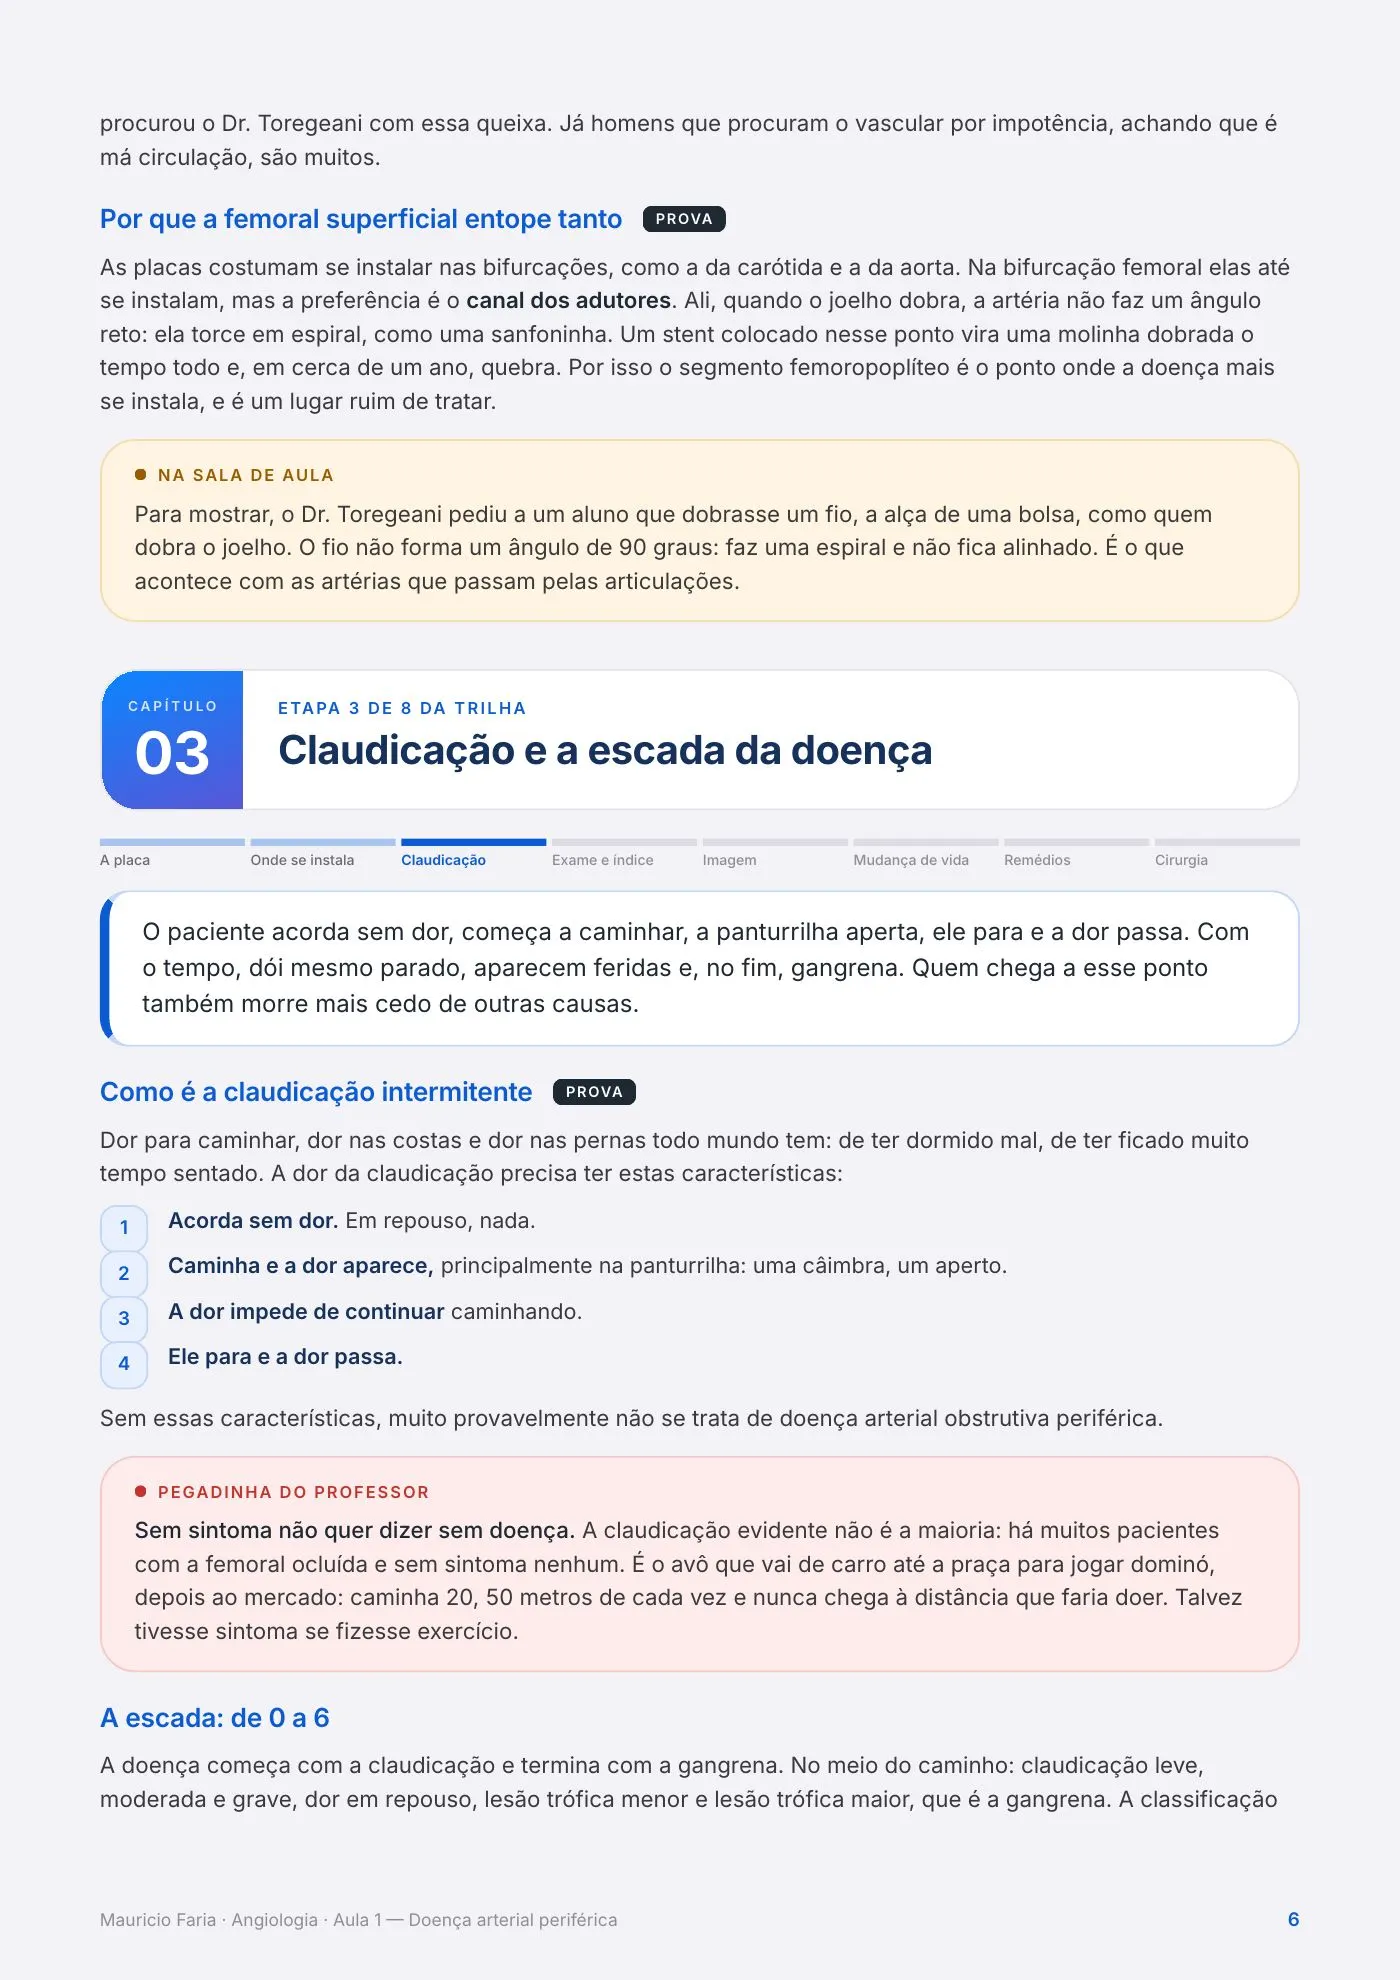 procurou o Dr. Toregeani com essa queixa. Já homens que procuram o vascular por impotência, achando que é
má circulação, são muitos.
Por que a femoral superficial entope tanto PROVA
As placas costumam se instalar nas bifurcações, como a da carótida e a da aorta. Na bifurcação femoral elas até
se instalam, mas a preferência é o canal dos adutores. Ali, quando o joelho dobra, a artéria não faz um ângulo
reto: ela torce em espiral, como uma sanfoninha. Um stent colocado nesse ponto vira uma molinha dobrada o
tempo todo e, em cerca de um ano, quebra. Por isso o segmento femoropoplíteo é o ponto onde a doença mais
se instala, e é um lugar ruim de tratar.
NA SALA DE AULA
Para mostrar, o Dr. Toregeani pediu a um aluno que dobrasse um fio, a alça de uma bolsa, como quem
dobra o joelho. O fio não forma um ângulo de 90 graus: faz uma espiral e não fica alinhado. É o que
acontece com as artérias que passam pelas articulações.
CAPÍTULO
03
ETAPA 3 DE 8 DA TRILHA
Claudicação e a escada da doença
A placa Onde se instala Claudicação Exame e índice Imagem Mudança de vida Remédios Cirurgia
O paciente acorda sem dor, começa a caminhar, a panturrilha aperta, ele para e a dor passa. Com
o tempo, dói mesmo parado, aparecem feridas e, no fim, gangrena. Quem chega a esse ponto
também morre mais cedo de outras causas.
Como é a claudicação intermitente PROVA
Dor para caminhar, dor nas costas e dor nas pernas todo mundo tem: de ter dormido mal, de ter ficado muito
tempo sentado. A dor da claudicação precisa ter estas características:
1 Acorda sem dor. Em repouso, nada.
2 Caminha e a dor aparece, principalmente na panturrilha: uma câimbra, um aperto.
3 A dor impede de continuar caminhando.
4 Ele para e a dor passa.
Sem essas características, muito provavelmente não se trata de doença arterial obstrutiva periférica.
PEGADINHA DO PROFESSOR
Sem sintoma não quer dizer sem doença. A claudicação evidente não é a maioria: há muitos pacientes
com a femoral ocluída e sem sintoma nenhum. É o avô que vai de carro até a praça para jogar dominó,
depois ao mercado: caminha 20, 50 metros de cada vez e nunca chega à distância que faria doer. Talvez
tivesse sintoma se fizesse exercício.
A escada: de 0 a 6
A doença começa com a claudicação e termina com a gangrena. No meio do caminho: claudicação leve,
moderada e grave, dor em repouso, lesão trófica menor e lesão trófica maior, que é a gangrena. A classificação
Mauricio Faria · Angiologia · Aula 1 — Doença arterial periférica 6